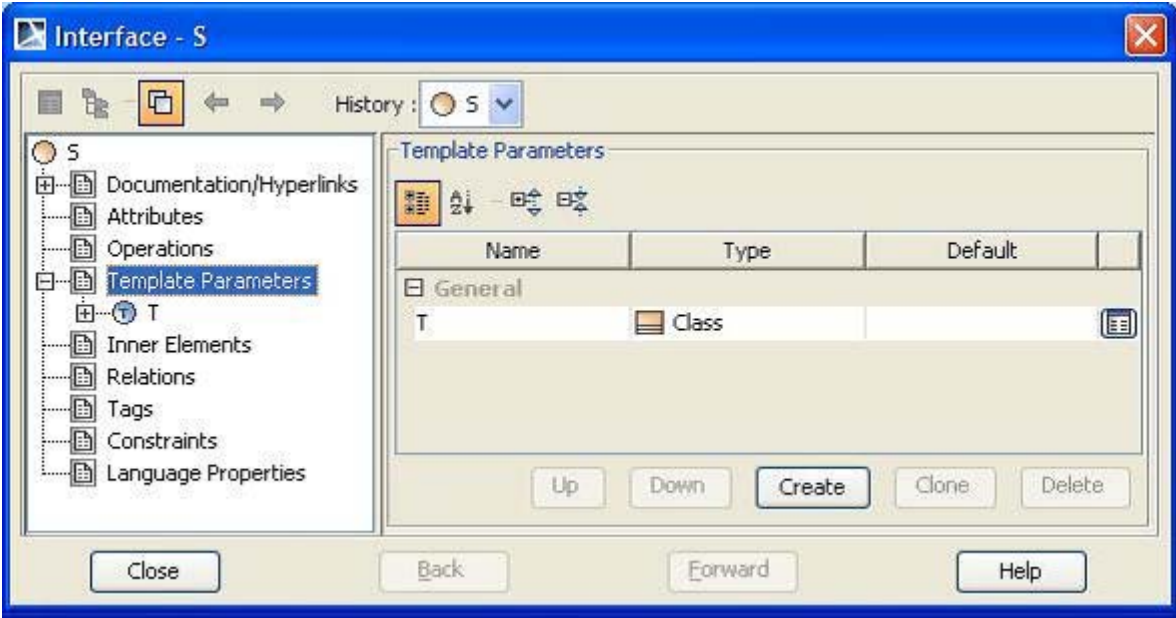 Interface - S
History : S
S
Documentation/Hyperlinks
Attributes
Operations
Template Parameters
T
Inner Elements
Relations
Tags
Constraints
Language Properties
Template Parameters
Name Type Default
General
T Class
Up Down Create Clone Delete
Close Back Forward Help